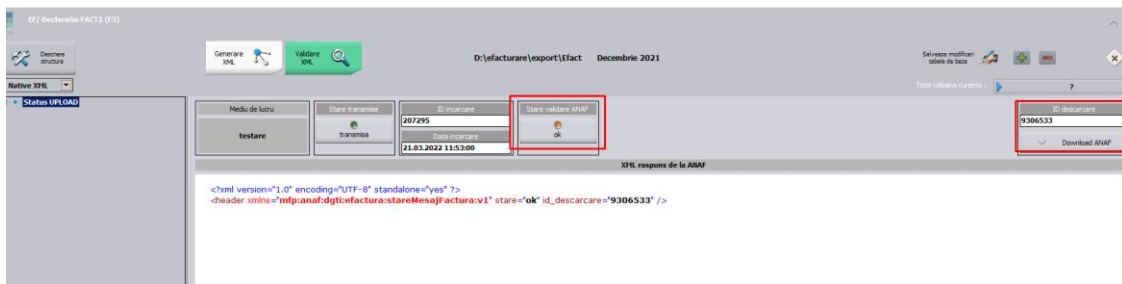 Ef/ Declaratia FACT1 (F3)
Descriere structura
Generare XML
Validare XML
D:\efacturare\export\Efact Decembrie 2021
Salveaza modificari tabele de baza
Native XML
Total coloana curenta :
?
Status UPLOAD
Mediu de lucru
testare
Stare transmisie
transmisa
ID incarcare
207295
Data incarcare
21.03.2022 11:53:00
Stare validare ANAF
ok
ID descarcare
9306533
Download ANAF
XML raspuns de la ANAF
<?xml version="1.0" encoding="UTF-8" standalone="yes" ?>
<header xmlns="mfp:anaf:dgti:efactura:stareMesajFactura:v1" stare="ok" id_descarcare="9306533" />